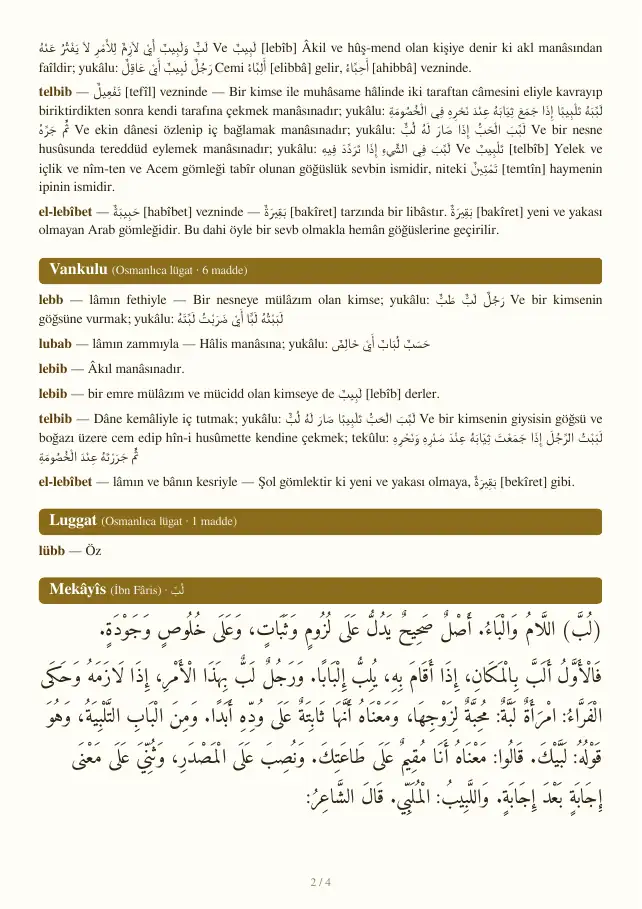 لَبٌّ وَلَبِيبٌ أَيْ لَازِمٌ لِلْأَمْرِ لَا يَفْتُرُ عَنْهُ Ve لَبِيبٌ [lebîb] Âkil ve hûş-mend olan kişiye denir ki akl manâsından
faîldir; yukâlu: رَجُلٌ لَبِيبٌ أَيْ عَاقِلٌ Cemi أَلِبَّاءُ [elibbâ] gelir, أَحِبَّاءُ [ahibbâ] vezninde.
telbib — تَفْعِيلٌ [tefîl] vezninde — Bir kimse ile muhâsame hâlinde iki taraftan câmesini eliyle kavrayıp
biriktirdikten sonra kendi tarafına çekmek manâsınadır; yukâlu: لَبَّبَهُ تَلْبِيبًا إِذَا جَمَعَ ثِيَابَهُ عِنْدَ نَحْرِهِ فِي الْخُصُومَةِ
ثُمَّ جَرَّهُ Ve ekin dânesi özlenip iç bağlamak manâsınadır; yukâlu: لَبَّبَ الْحَبُّ إِذَا صَارَ لَهُ لُبٌّ Ve bir nesne
husûsunda tereddüd eylemek manâsınadır; yukâlu: لَبَّبَ فِي الشَّيْءِ إِذَا تَرَدَّدَ فِيهِ Ve تَلْبِيبٌ [telbîb] Yelek ve
içlik ve nîm-ten ve Acem gömleği tabîr olunan göğüslük sevbin ismidir, niteki تَمْتِينٌ [temtîn] haymenin
ipinin ismidir.
el-lebîbet — حَبِيبَةٌ [habîbet] vezninde — بَقِيرَةٌ [bakîret] tarzında bir libâstır. بَقِيرَةٌ [bakîret] yeni ve yakası
olmayan Arab gömleğidir. Bu dahi öyle bir sevb olmakla hemân göğüslerine geçirilir.
Vankulu (Osmanlıca lügat · 6 madde)
lebb — lâmın fethiyle — Bir nesneye mülâzım olan kimse; yukâlu: رَجُلٌ لَبٌّ طَبٌّ Ve bir kimsenin
göğsüne vurmak; yukâlu: لَبَبْتُهُ لَبًّا أَيْ ضَرَبْتُ لَبَّتَهُ
lubab — lâmın zammıyla — Hâlis manâsına; yukâlu: حَسَبٌ لُبَابٌ أَيْ خَالِصٌ
lebib — Âkıl manâsınadır.
lebib — bir emre mülâzım ve mücidd olan kimseye de لَبِيبٌ [lebîb] derler.
telbib — Dâne kemâliyle iç tutmak; yukâlu: لَبَّبَ الْحَبُّ تَلْبِيبًا صَارَ لَهُ لُبٌّ Ve bir kimsenin giysisin göğsü ve
boğazı üzere cem edip hîn-i husûmette kendine çekmek; tekûlu: لَبَّبْتُ الرَّجُلَ إِذَا جَمَعْتَ ثِيَابَهُ عِنْدَ صَدْرِهِ وَنَحْرِهِ
ثُمَّ جَرَرْتَهُ عِنْدَ الْخُصُومَةِ
el-lebîbet — lâmın ve bânın kesriyle — Şol gömlektir ki yeni ve yakası olmaya, بَقِيرَةٌ [bekîret] gibi.
Luggat (Osmanlıca lügat · 1 madde)
lübb — Öz
Mekâyîs (İbn Fâris) · لُبٌّ
(لُبَّ) اللَّامُ وَالْبَاءُ. أَصْلٌ صَحِيحٌ يَدُلُّ عَلَى لُزُومٍ وَثَبَاتٍ، وَعَلَى خُلُوصٍ وَجَوْدَةٍ.
فَالْأَوَّلُ أَلَبَّ بِالْمَكَانِ، إِذَا أَقَامَ بِهِ، يُلِبُّ إِلْبَابًا. وَرَجُلٌ لَبٌّ بِهَذَا الْأَمْرِ، إِذَا لَازَمَهُ وَحَكَى
الْفَرَّاءُ: امْرَأَةٌ لَبَّةٌ: مُحِبَّةٌ لِزَوْجِهَا، وَمَعْنَاهُ أَنَّهَا ثَابِتَةٌ عَلَى وُدِّهِ أَبَدًا. وَمِنَ الْبَابِ التَّلْبِيَةُ، وَهُوَ
قَوْلُهُ: لَبَّيْكَ. قَالُوا: مَعْنَاهُ أَنَا مُقِيمٌ عَلَى طَاعَتِكَ. وَنُصِبَ عَلَى الْمَصْدَرِ، وَثُنِّيَ عَلَى مَعْنَى
إِجَابَةٍ بَعْدَ إِجَابَةٍ. وَاللَّبِيبُ: الْمُلَبِّي. قَالَ الشَّاعِرُ:
2 / 4